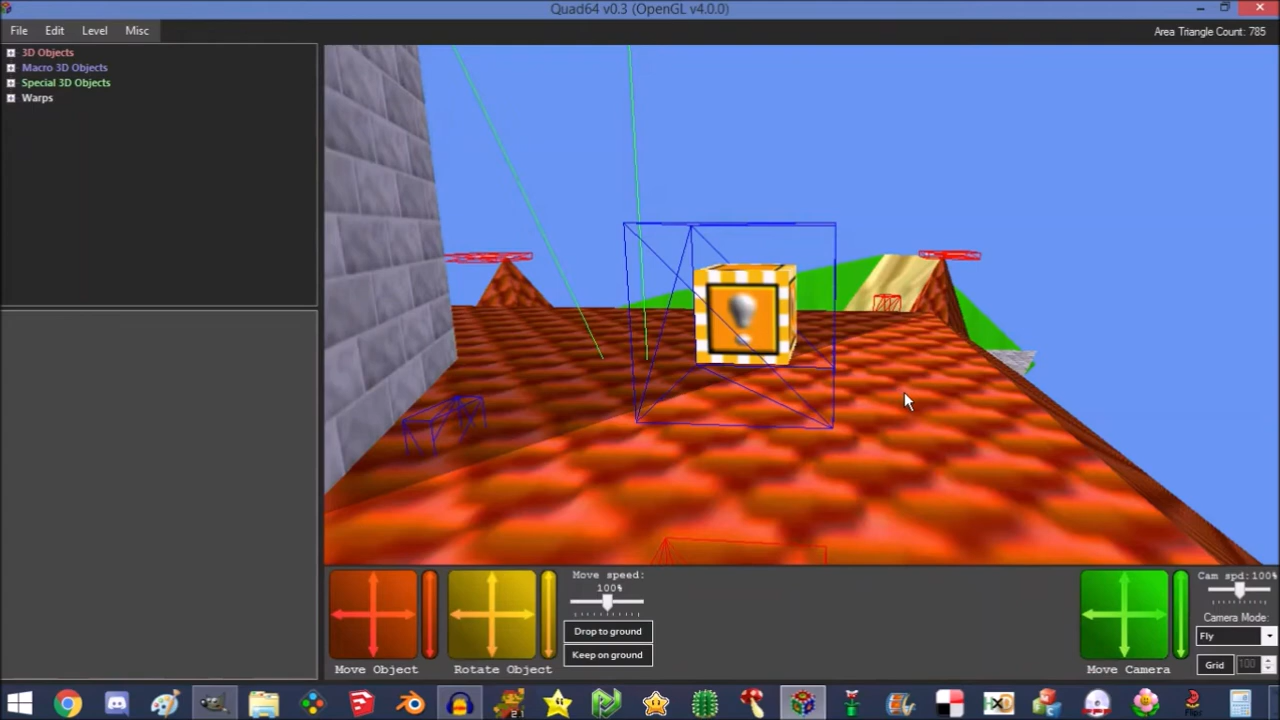 Quad64 v0.3 (OpenGL v4.0.0)
File Edit Level Misc
Area Triangle Count: 785
3D Objects
Macro 3D Objects
Special 3D Objects
Warps
Move Object
Rotate Object
Move speed:
100%
Drop to ground
Keep on ground
Move Camera
Cam spd:100%
Camera Mode:
Fly
Grid 100